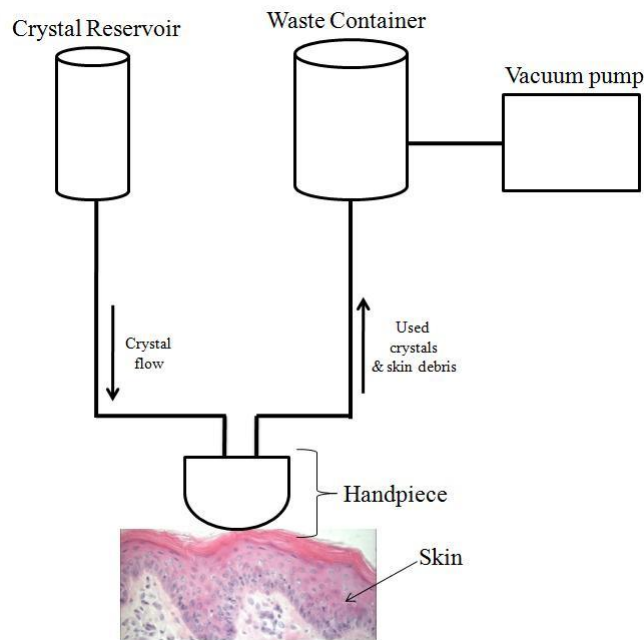 Crystal Reservoir
Waste Container
Vacuum pump
Crystal
flow
Used
crystals
& skin debris
Handpiece
Skin